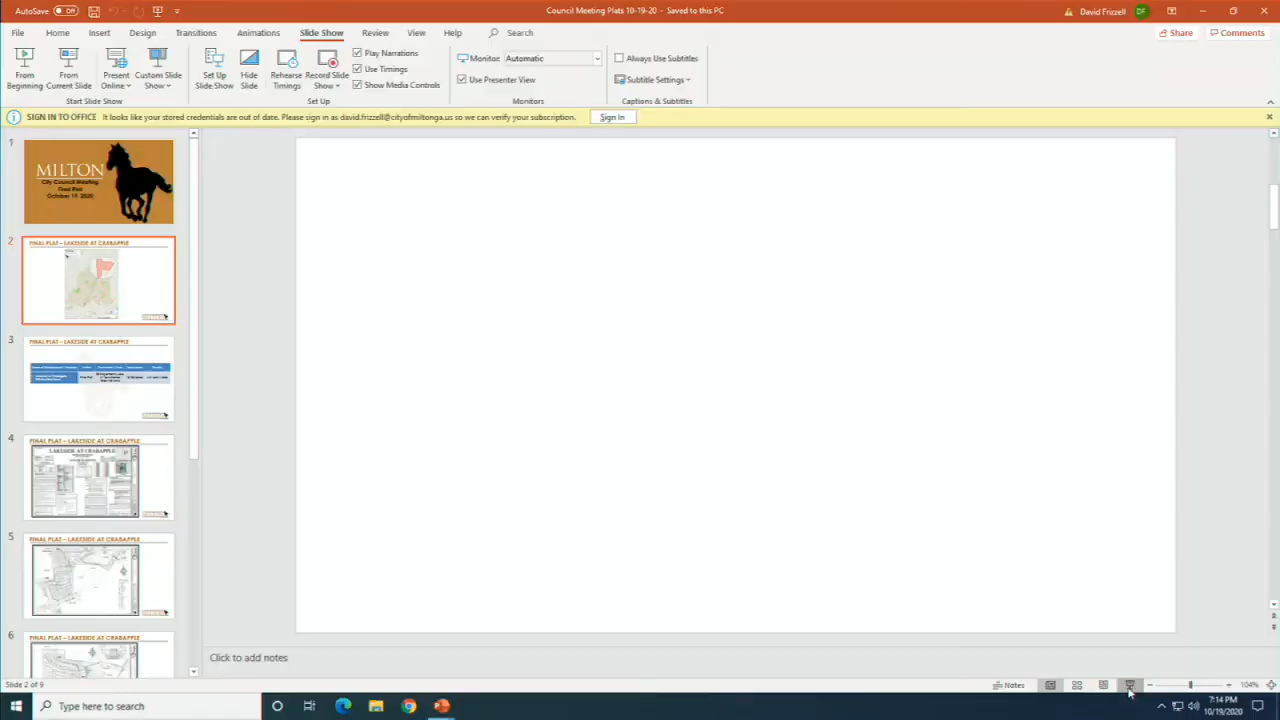 AutoSave Off
Council Meeting Plats 10-19-20 - Saved to this PC
David Frizzell DF
File Home Insert Design Transitions Animations Slide Show Review View Help Search
Share Comments
From Beginning
From Current Slide
Present Online
Custom Slide Show
Start Slide Show
Set Up Slide Show
Hide Slide
Rehearse Timings
Record Slide Show
Play Narrations
Use Timings
Show Media Controls
Set Up
Monitor: Automatic
Use Presenter View
Monitors
Always Use Subtitles
Subtitle Settings
Captions & Subtitles
SIGN IN TO OFFICE It looks like your stored credentials are out of date. Please sign in as david.frizzell@cityofmiltonga.us so we can verify your subscription. Sign In
1
MILTON
City Council Meeting
Final Plat
October 19, 2020
2
FINAL PLAT – LAKESIDE AT CRABAPPLE
3
FINAL PLAT – LAKESIDE AT CRABAPPLE
4
FINAL PLAT – LAKESIDE AT CRABAPPLE
LAKESIDE AT CRABAPPLE
5
FINAL PLAT – LAKESIDE AT CRABAPPLE
6
FINAL PLAT – LAKESIDE AT CRABAPPLE
Click to add notes
Slide 2 of 9
Notes
104%
Type here to search
7:14 PM
10/19/2020